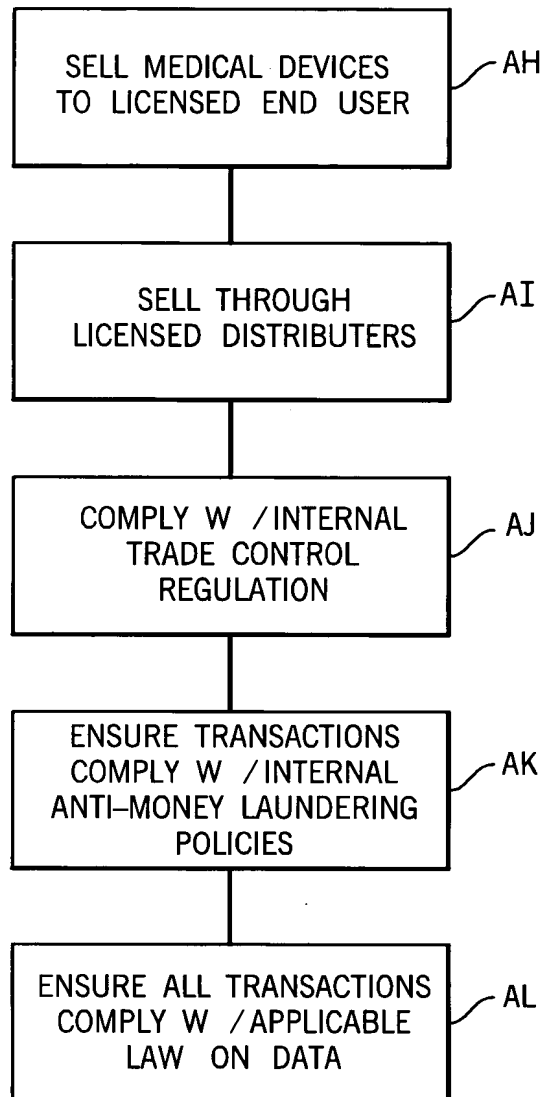 SELL MEDICAL DEVICES
TO LICENSED END USER
AH
SELL THROUGH
LICENSED DISTRIBUTERS
AI
COMPLY W /INTERNAL
TRADE CONTROL
REGULATION
AJ
ENSURE TRANSACTIONS
COMPLY W /INTERNAL
ANTI–MONEY LAUNDERING
POLICIES
AK
ENSURE ALL TRANSACTIONS
COMPLY W /APPLICABLE
LAW ON DATA
AL